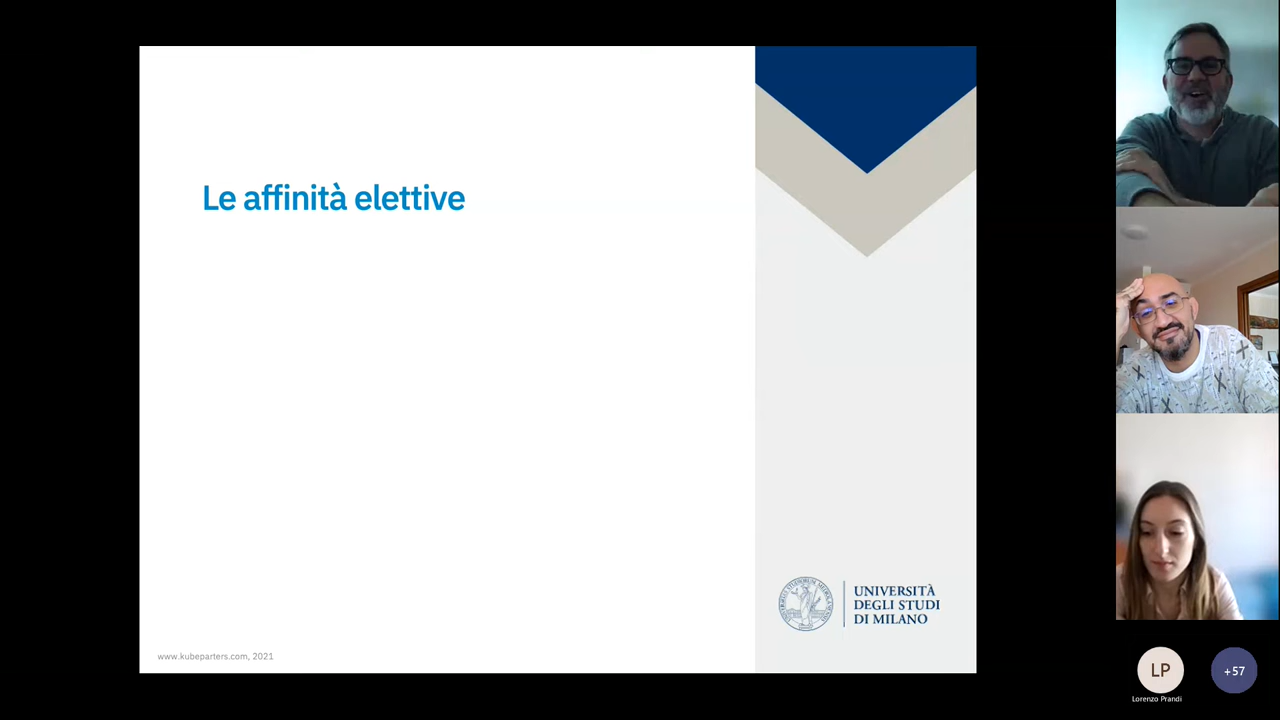 Le affinità elettive
UNIVERSITÀ
DEGLI STUDI
DI MILANO
www.kubeparters.com, 2021
LP
+57
Lorenzo Prandi